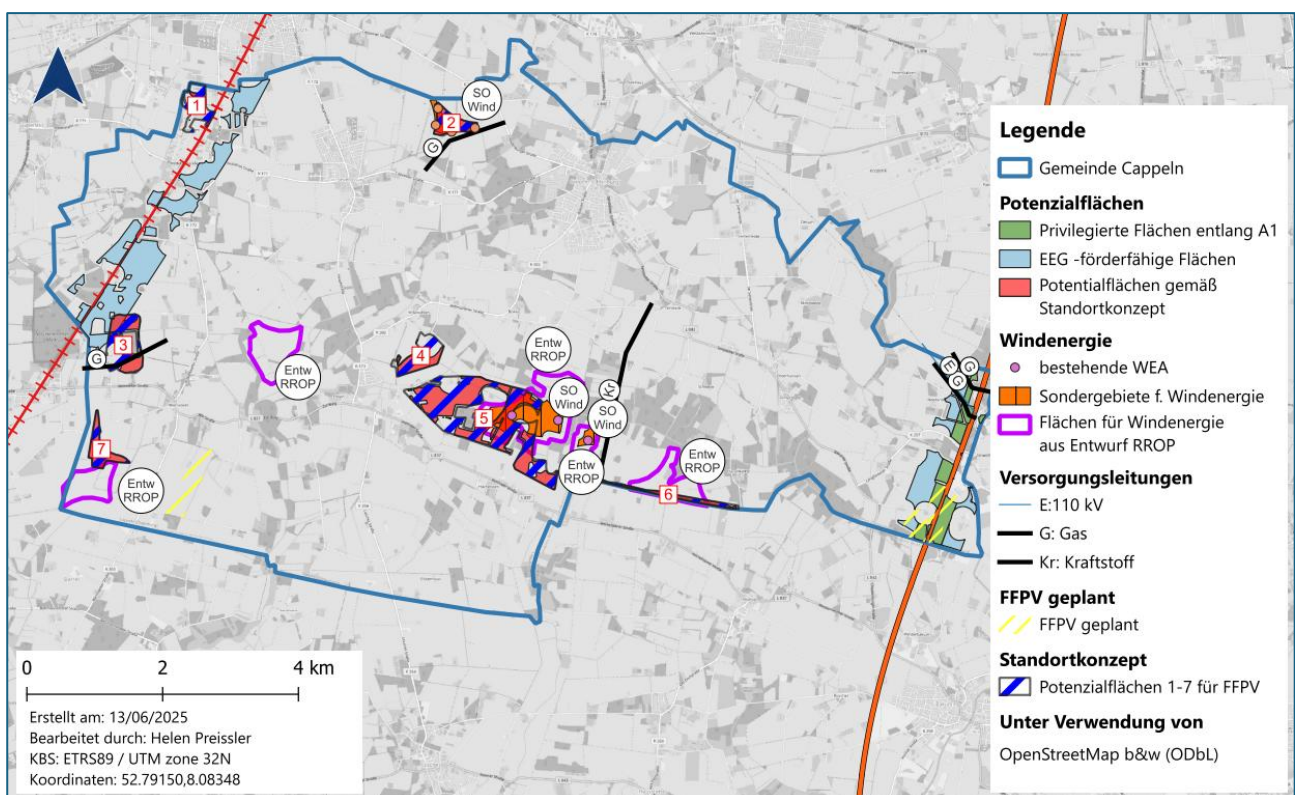 1
SO
Wind
2
G
Legende
Gemeinde Cappeln
Potenzialflächen
Privilegierte Flächen entlang A1
EEG -förderfähige Flächen
Potentialflächen gemäß
Standortkonzept
Windenergie
bestehende WEA
Sondergebiete f. Windenergie
Flächen für Windenergie
aus Entwurf RROP
Versorgungsleitungen
E:110 kV
G: Gas
Kr: Kraftstoff
FFPV geplant
FFPV geplant
Standortkonzept
Potenzialflächen 1-7 für FFPV
Unter Verwendung von
OpenStreetMap b&w (ODbL)
3
G
Entw
RROP
4
Entw
RROP
Kr
G
E
G
SO
Wind
5
SO
Wind
7
Entw
RROP
Entw
RROP
Entw
RROP
6
0 2 4 km
Erstellt am: 13/06/2025
Bearbeitet durch: Helen Preissler
KBS: ETRS89 / UTM zone 32N
Koordinaten: 52.79150,8.08348